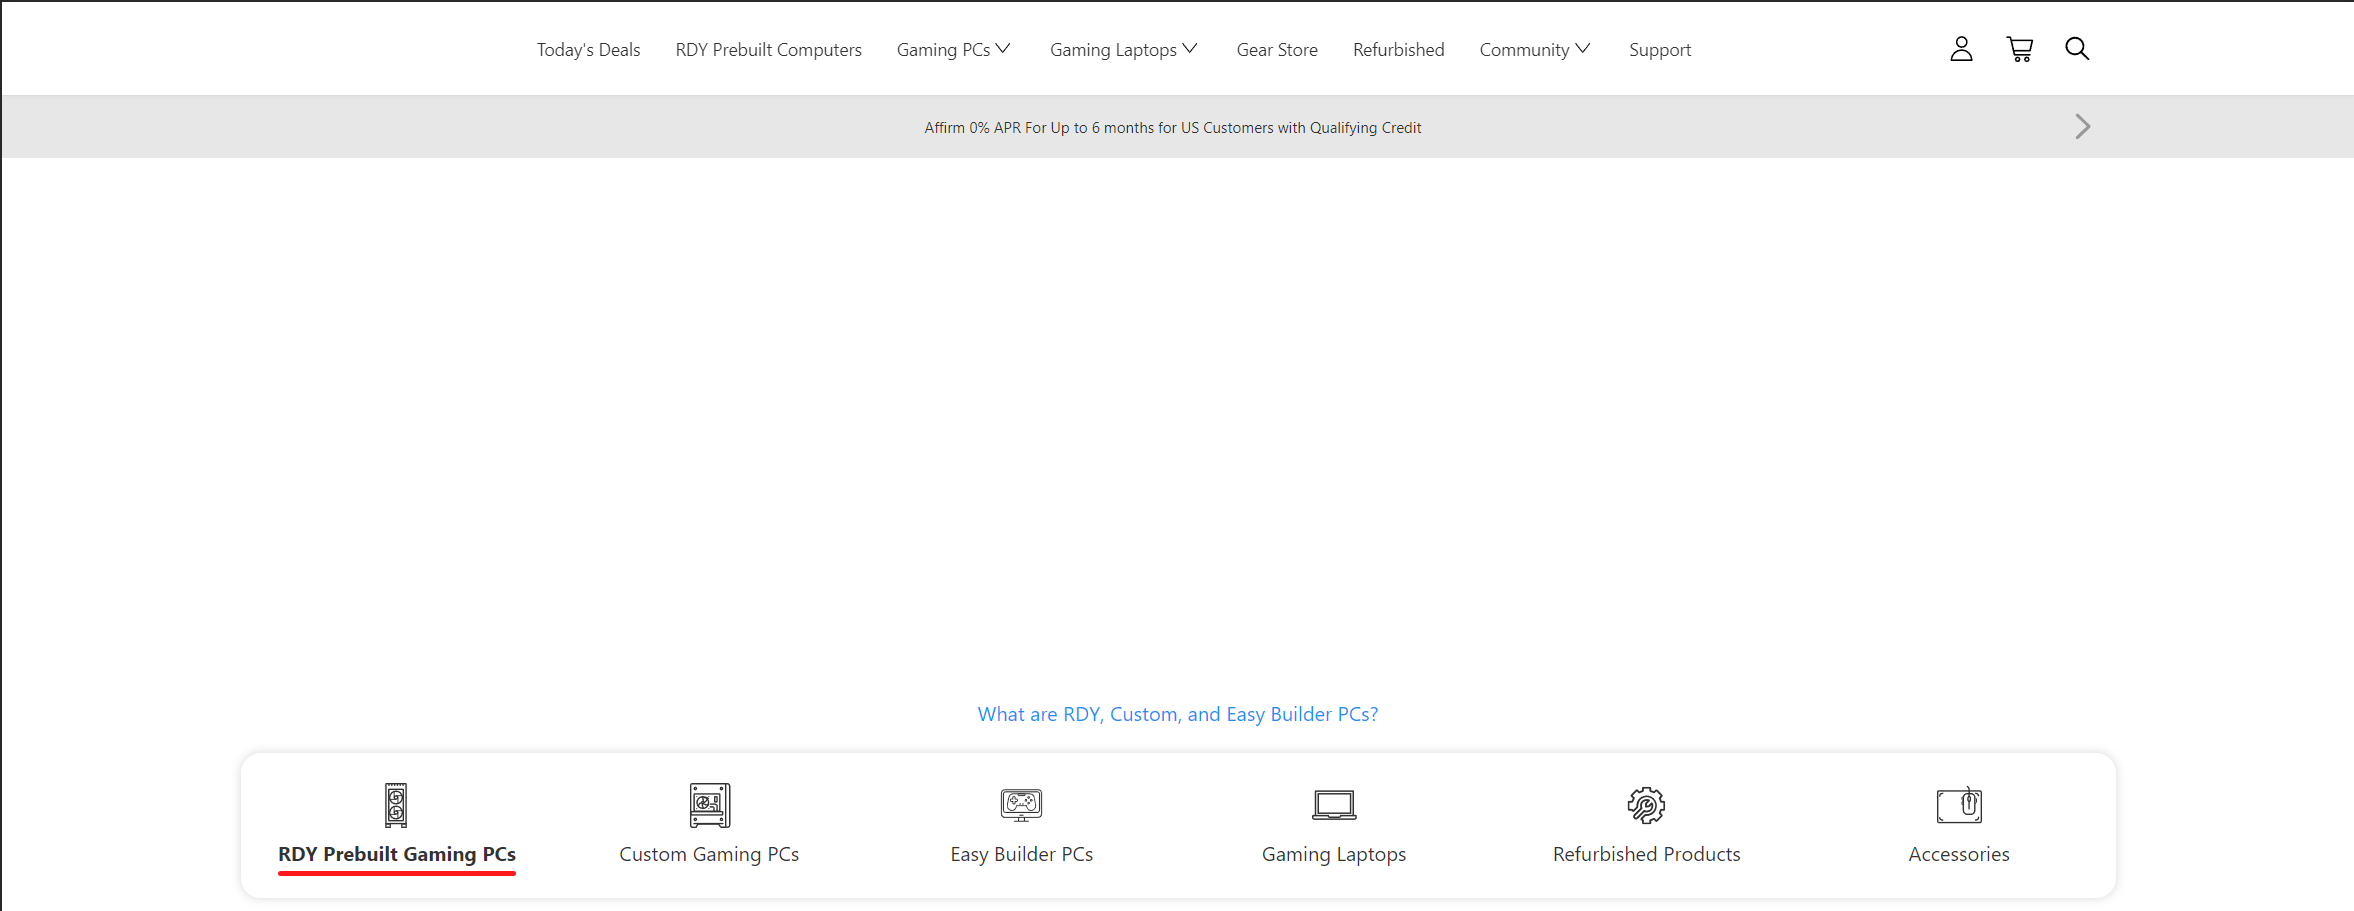 Today's Deals RDY Prebuilt Computers Gaming PCs Gaming Laptops Gear Store Refurbished Community Support
Affirm 0% APR For Up to 6 months for US Customers with Qualifying Credit
What are RDY, Custom, and Easy Builder PCs?
RDY Prebuilt Gaming PCs Custom Gaming PCs Easy Builder PCs Gaming Laptops Refurbished Products Accessories